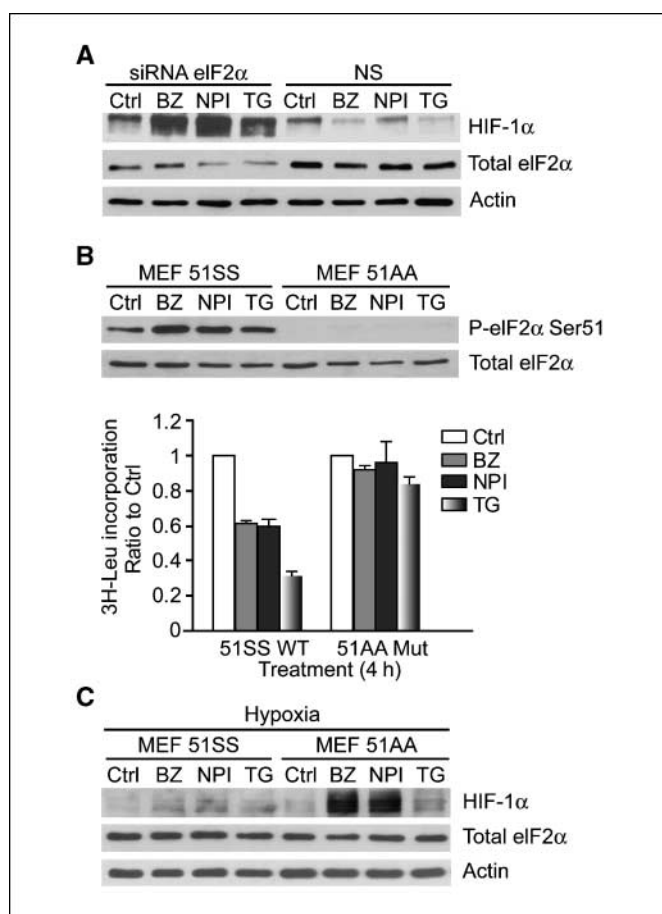 A
siRNA eIF2α NS
Ctrl BZ NPI TG Ctrl BZ NPI TG
HIF-1α
Total eIF2α
Actin
B
MEF 51SS MEF 51AA
Ctrl BZ NPI TG Ctrl BZ NPI TG
P-eIF2α Ser51
Total eIF2α
3H-Leu incorporation
Ratio to Ctrl
1.2
1
0.8
0.6
0.4
0.2
0
Ctrl
BZ
NPI
TG
51SS WT 51AA Mut
Treatment (4 h)
C
Hypoxia
MEF 51SS MEF 51AA
Ctrl BZ NPI TG Ctrl BZ NPI TG
HIF-1α
Total eIF2α
Actin